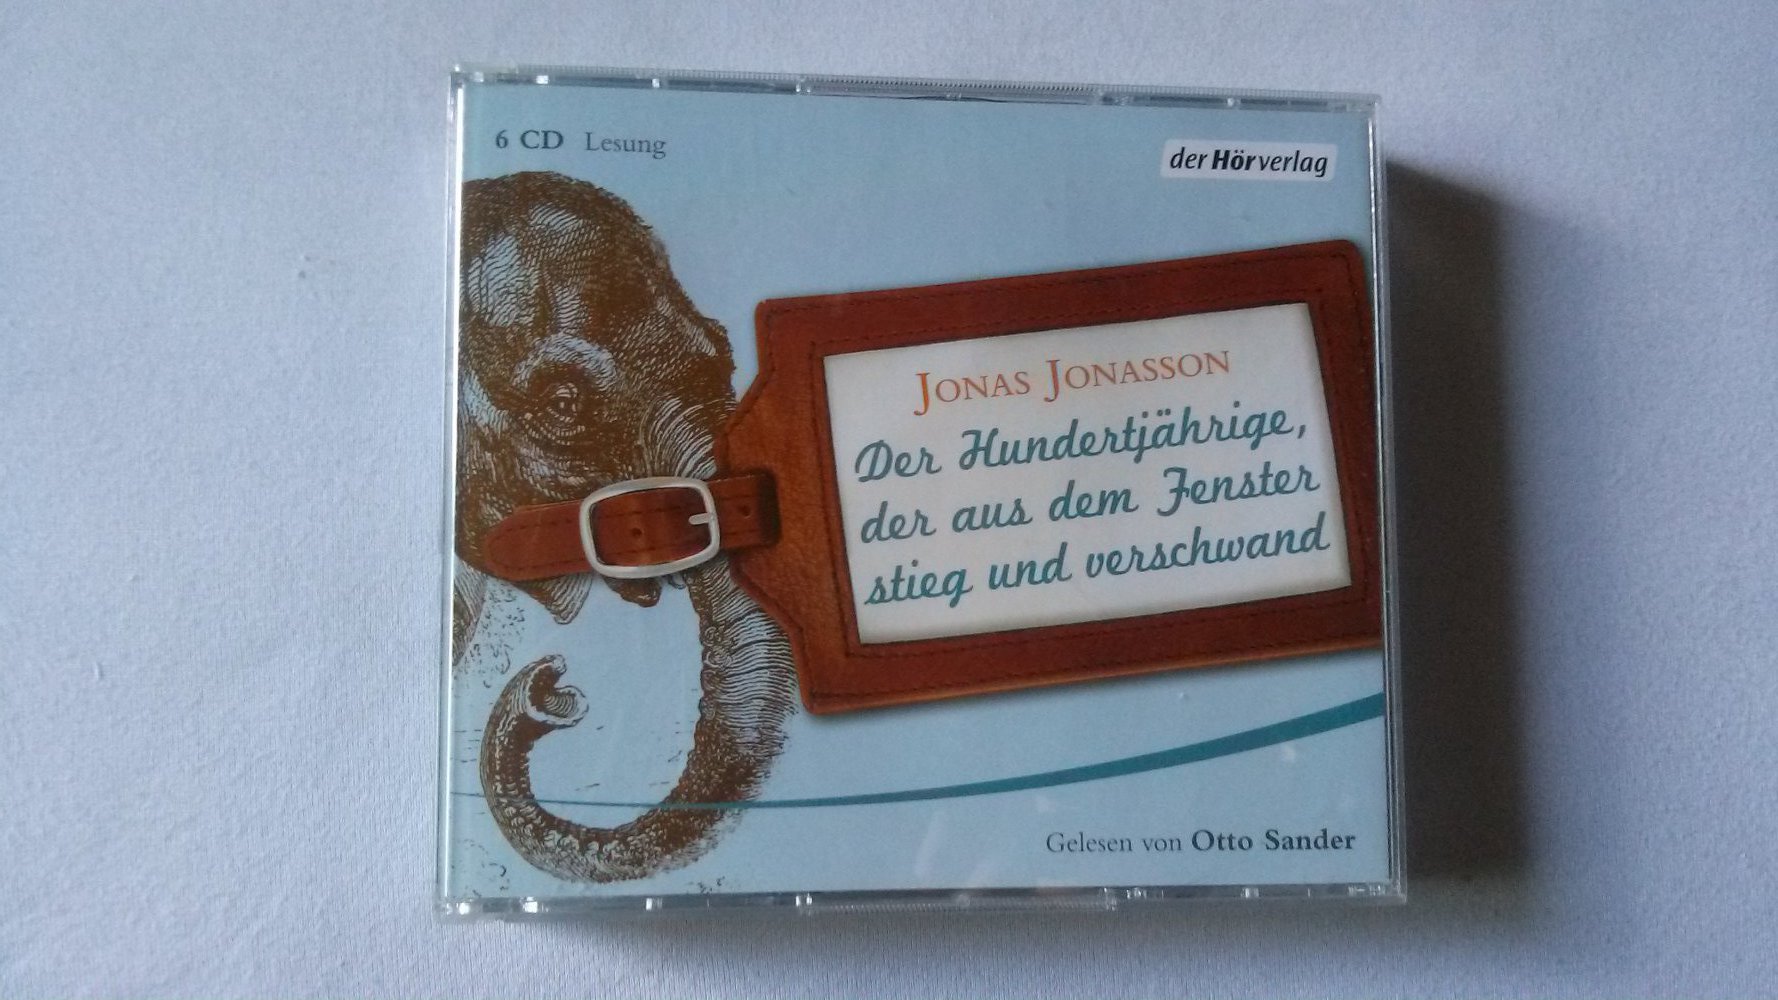 6 CD Lesung
der Hörverlag
JONAS JONASSON
Der Hundertjährige,
der aus dem Fenster
stieg und verschwand
Gelesen von Otto Sander